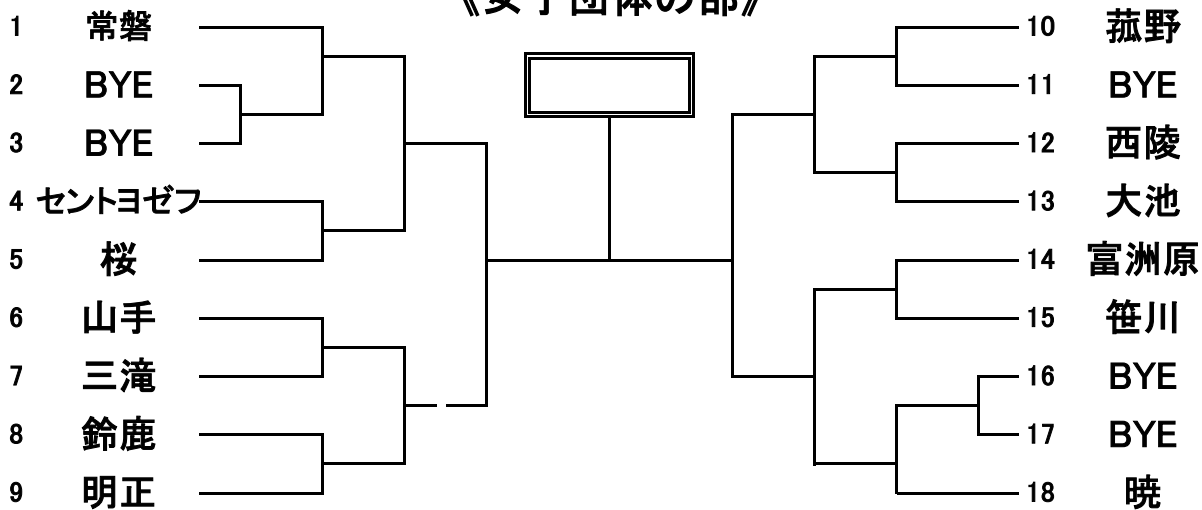 《女子団体の部》
1 常磐
2 BYE
3 BYE
4 セントヨゼフ
5 桜
6 山手
7 三滝
8 鈴鹿
9 明正
10 菰野
11 BYE
12 西陵
13 大池
14 富洲原
15 笹川
16 BYE
17 BYE
18 暁